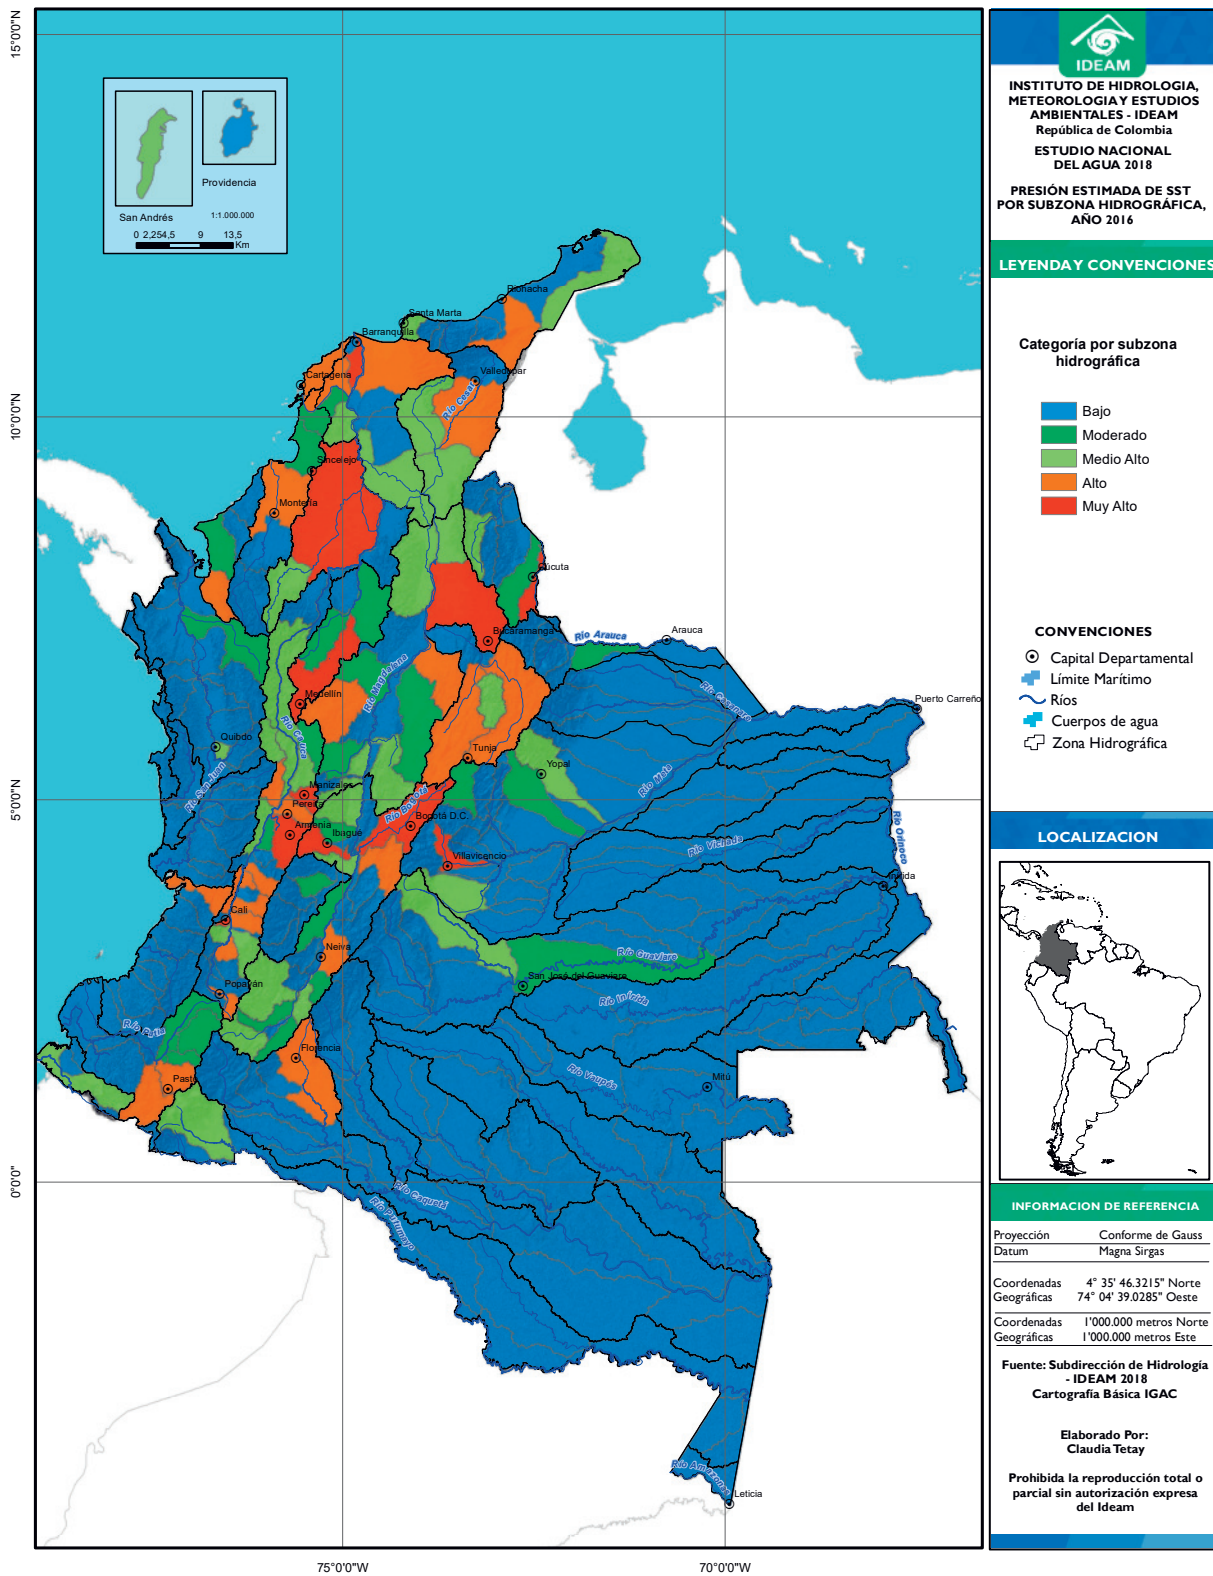 15°0'0"N
10°0'0"N
5°0'0"N
0°0'0"
75°0'0"W
70°0'0"W
San Andrés
Providencia
1:1.000.000
0 2,254,5 9 13,5
Km
Riohacha
Santa Marta
Barranquilla
Cartagena
Valledupar
Río Cesar
Sincelejo
Montería
Cúcuta
Bucaramanga
Río Arauca
Arauca
Río Magdalena
Medellín
Río Casanare
Puerto Carreño
Río Cauca
Quibdo
Tunja
Yopal
Río San Juan
Río Meta
Manizales
Pereira
Río Bogotá
Bogotá D.C.
Armenia
Ibagué
Río Orinoco
Río Vichada
Villavicencio
Inírida
Cali
Neiva
Río Guaviare
San José del Guaviare
Popayán
Río Inírida
Río Patía
Florencia
Río Vaupés
Mitú
Pasto
Río Caquetá
Río Putumayo
Río Amazonas
Leticia
IDEAM
INSTITUTO DE HIDROLOGIA,
METEOROLOGIA Y ESTUDIOS
AMBIENTALES - IDEAM
República de Colombia
ESTUDIO NACIONAL
DEL AGUA 2018
PRESIÓN ESTIMADA DE SST
POR SUBZONA HIDROGRÁFICA,
AÑO 2016
LEYENDA Y CONVENCIONES
Categoría por subzona
hidrográfica
Bajo
Moderado
Medio Alto
Alto
Muy Alto
CONVENCIONES
Capital Departamental
Límite Marítimo
Ríos
Cuerpos de agua
Zona Hidrográfica
LOCALIZACION
INFORMACION DE REFERENCIA
Proyección Conforme de Gauss
Datum Magna Sirgas
Coordenadas 4° 35' 46.3215" Norte
Geográficas 74° 04' 39.0285" Oeste
Coordenadas 1'000.000 metros Norte
Geográficas 1'000.000 metros Este
Fuente: Subdirección de Hidrología
- IDEAM 2018
Cartografía Básica IGAC
Elaborado Por:
Claudia Tetay
Prohibida la reproducción total o
parcial sin autorización expresa
del Ideam